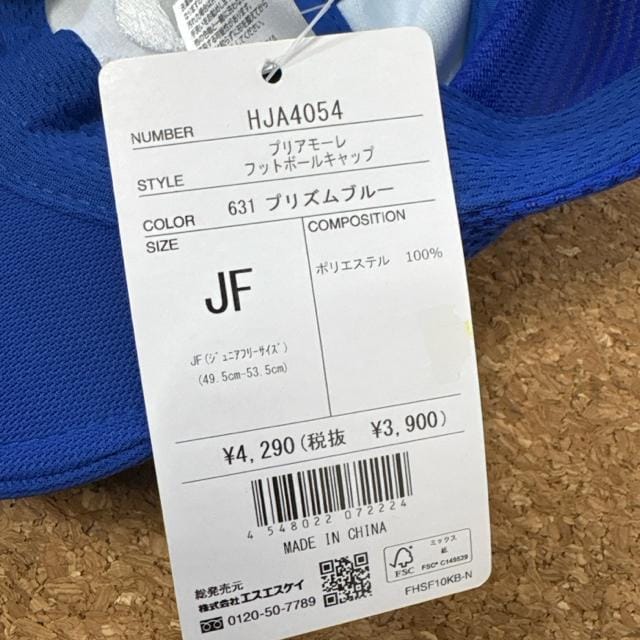 NUMBER HJA4054
プリアモーレ
STYLE フットボールキャップ
COLOR 631 プリズムブルー
SIZE COMPOSITION
JF ポリエステル 100%
JF(ｼﾞｭﾆｱﾌﾘｰｻｲｽﾞ)
(49.5cm-53.5cm)
¥4,290(税抜 ¥3,900)
4 548022 072224
MADE IN CHINA
総発売元
株式会社エスエスケイ
0120-50-7789
FSC
ミックス
紙
FSC® C149529
FHSF10KB-N